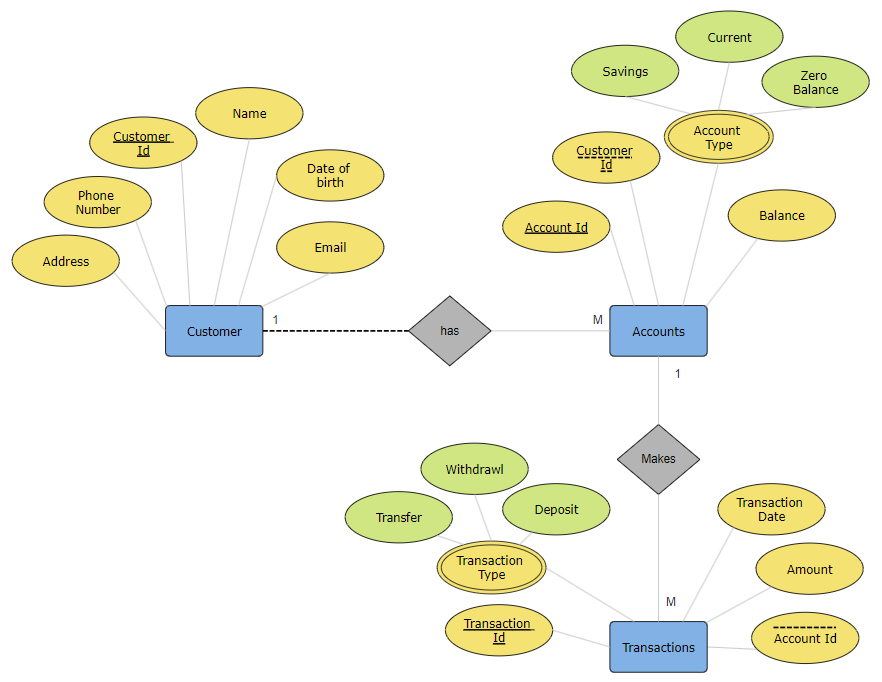 Current
Savings
Zero
Balance
Name
Account
Type
Customer
Id
Customer
Id
Date of
birth
Phone
Number
Balance
Account Id
Email
Address
1
M
Customer
has
Accounts
1
Makes
Withdrawl
Transaction
Date
Deposit
Transfer
Transaction
Type
Amount
M
Transaction
Id
Account Id
Transactions